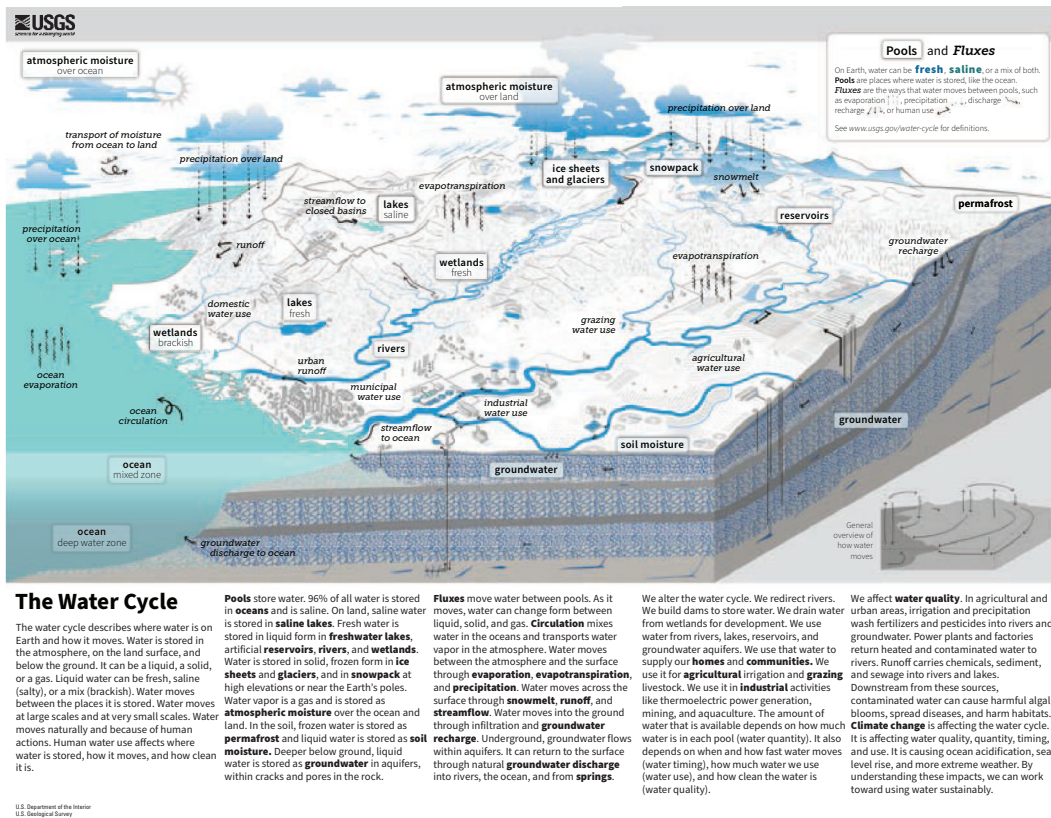 USGS
science for a changing world
atmospheric moisture
over ocean
atmospheric moisture
over land
Pools and Fluxes
On Earth, water can be fresh, saline, or a mix of both.
Pools are places where water is stored, like the ocean.
Fluxes are the ways that water moves between pools, such
as evaporation , precipitation , discharge ,
recharge , or human use .
See www.usgs.gov/water-cycle for definitions.
precipitation over land
transport of moisture
from ocean to land
precipitation over land
ice sheets
and glaciers
snowpack
snowmelt
evapotranspiration
streamflow to
closed basins
lakes
saline
permafrost
reservoirs
precipitation
over ocean
runoff
groundwater
recharge
wetlands
fresh
evapotranspiration
domestic
water use
lakes
fresh
grazing
water use
wetlands
brackish
rivers
agricultural
water use
urban
runoff
ocean
evaporation
municipal
water use
industrial
water use
ocean
circulation
streamflow
to ocean
groundwater
soil moisture
groundwater
ocean
mixed zone
ocean
deep water zone
groundwater
discharge to ocean
General
overview of
how water
moves
The Water Cycle
The water cycle describes where water is on
Earth and how it moves. Water is stored in
the atmosphere, on the land surface, and
below the ground. It can be a liquid, a solid,
or a gas. Liquid water can be fresh, saline
(salty), or a mix (brackish). Water moves
between the places it is stored. Water moves
at large scales and at very small scales. Water
moves naturally and because of human
actions. Human water use affects where
water is stored, how it moves, and how clean
it is.
Pools store water. 96% of all water is stored
in oceans and is saline. On land, saline water
is stored in saline lakes. Fresh water is
stored in liquid form in freshwater lakes,
artificial reservoirs, rivers, and wetlands.
Water is stored in solid, frozen form in ice
sheets and glaciers, and in snowpack at
high elevations or near the Earth's poles.
Water vapor is a gas and is stored as
atmospheric moisture over the ocean and
land. In the soil, frozen water is stored as
permafrost and liquid water is stored as soil
moisture. Deeper below ground, liquid
water is stored as groundwater in aquifers,
within cracks and pores in the rock.
Fluxes move water between pools. As it
moves, water can change form between
liquid, solid, and gas. Circulation mixes
water in the oceans and transports water
vapor in the atmosphere. Water moves
between the atmosphere and the surface
through evaporation, evapotranspiration,
and precipitation. Water moves across the
surface through snowmelt, runoff, and
streamflow. Water moves into the ground
through infiltration and groundwater
recharge. Underground, groundwater flows
within aquifers. It can return to the surface
through natural groundwater discharge
into rivers, the ocean, and from springs.
We alter the water cycle. We redirect rivers.
We build dams to store water. We drain water
from wetlands for development. We use
water from rivers, lakes, reservoirs, and
groundwater aquifers. We use that water to
supply our homes and communities. We
use it for agricultural irrigation and grazing
livestock. We use it in industrial activities
like thermoelectric power generation,
mining, and aquaculture. The amount of
water that is available depends on how much
water is in each pool (water quantity). It also
depends on when and how fast water moves
(water timing), how much water we use
(water use), and how clean the water is
(water quality).
We affect water quality. In agricultural and
urban areas, irrigation and precipitation
wash fertilizers and pesticides into rivers and
groundwater. Power plants and factories
return heated and contaminated water to
rivers. Runoff carries chemicals, sediment,
and sewage into rivers and lakes.
Downstream from these sources,
contaminated water can cause harmful algal
blooms, spread diseases, and harm habitats.
Climate change is affecting the water cycle.
It is affecting water quality, quantity, timing,
and use. It is causing ocean acidification, sea
level rise, and more extreme weather. By
understanding these impacts, we can work
toward using water sustainably.
U.S. Department of the Interior
U.S. Geological Survey